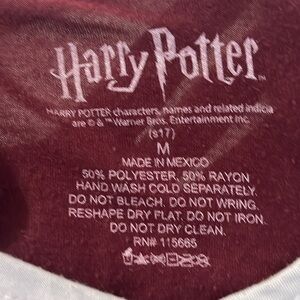 Harry Potter™
HARRY POTTER characters, names and related indicia
are © & ™ Warner Bros. Entertainment Inc.
(s17)
M
MADE IN MEXICO
50% POLYESTER, 50% RAYON
HAND WASH COLD SEPARATELY.
DO NOT BLEACH. DO NOT WRING.
RESHAPE DRY FLAT. DO NOT IRON.
DO NOT DRY CLEAN.
RN# 115665